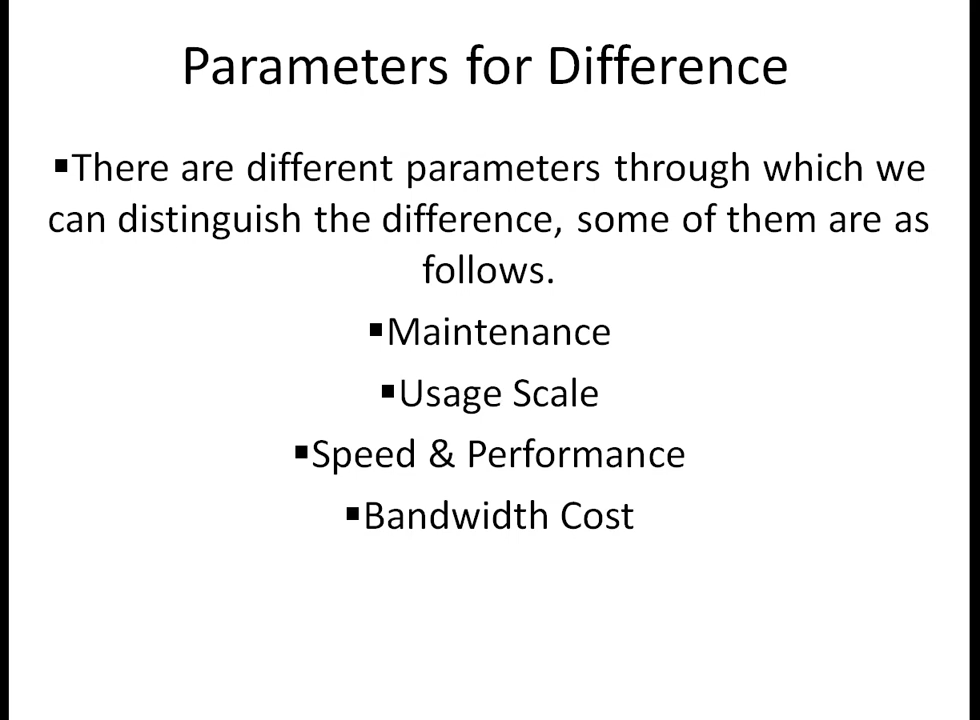 Parameters for Difference
▪There are different parameters through which we
can distinguish the difference, some of them are as
follows.
▪Maintenance
▪Usage Scale
▪Speed & Performance
▪Bandwidth Cost